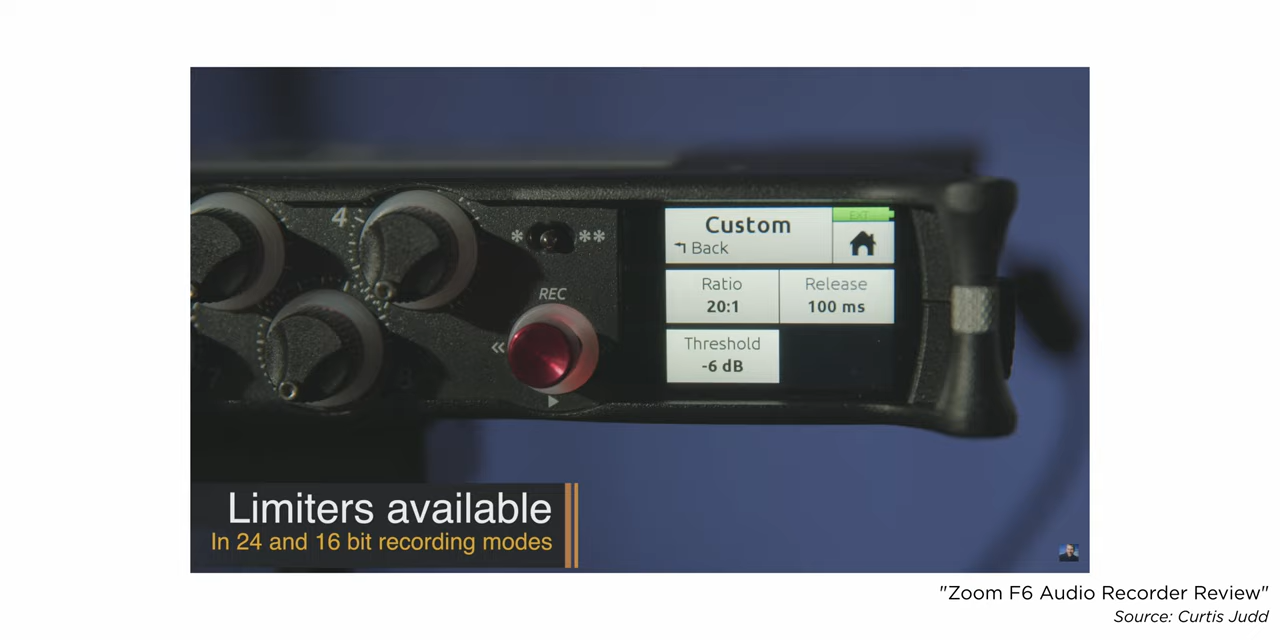 4
* **
REC
«
Custom
EXT
Back
Ratio
20:1
Release
100 ms
Threshold
-6 dB
Limiters available
In 24 and 16 bit recording modes
"Zoom F6 Audio Recorder Review"
Source: Curtis Judd